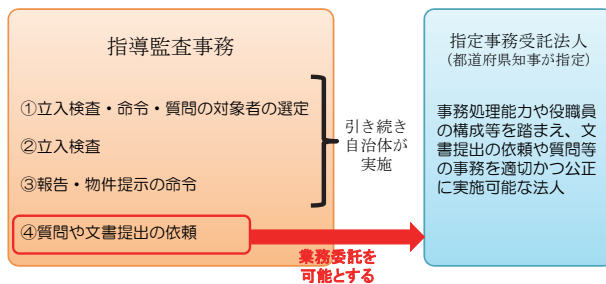 指導監査事務
①立入検査・命令・質問の対象者の選定
②立入検査
③報告・物件提示の命令
④質問や文書提出の依頼
引き続き
自治体が
実施
業務委託を
可能とする
指定事務受託法人
(都道府県知事が指定)
事務処理能力や役職員
の構成等を踏まえ、文
書提出の依頼や質問等
の事務を適切かつ公正
に実施可能な法人